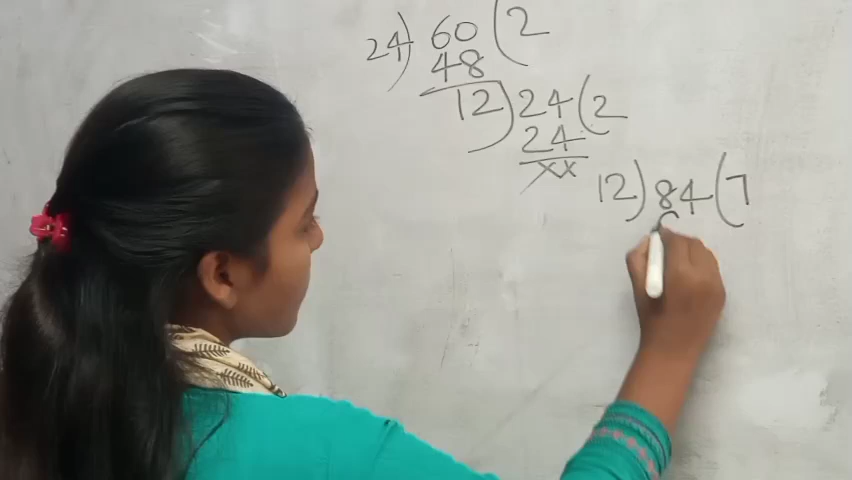 24) 60 (2
48
12) 24 (2
24
xx
12) 84 (7